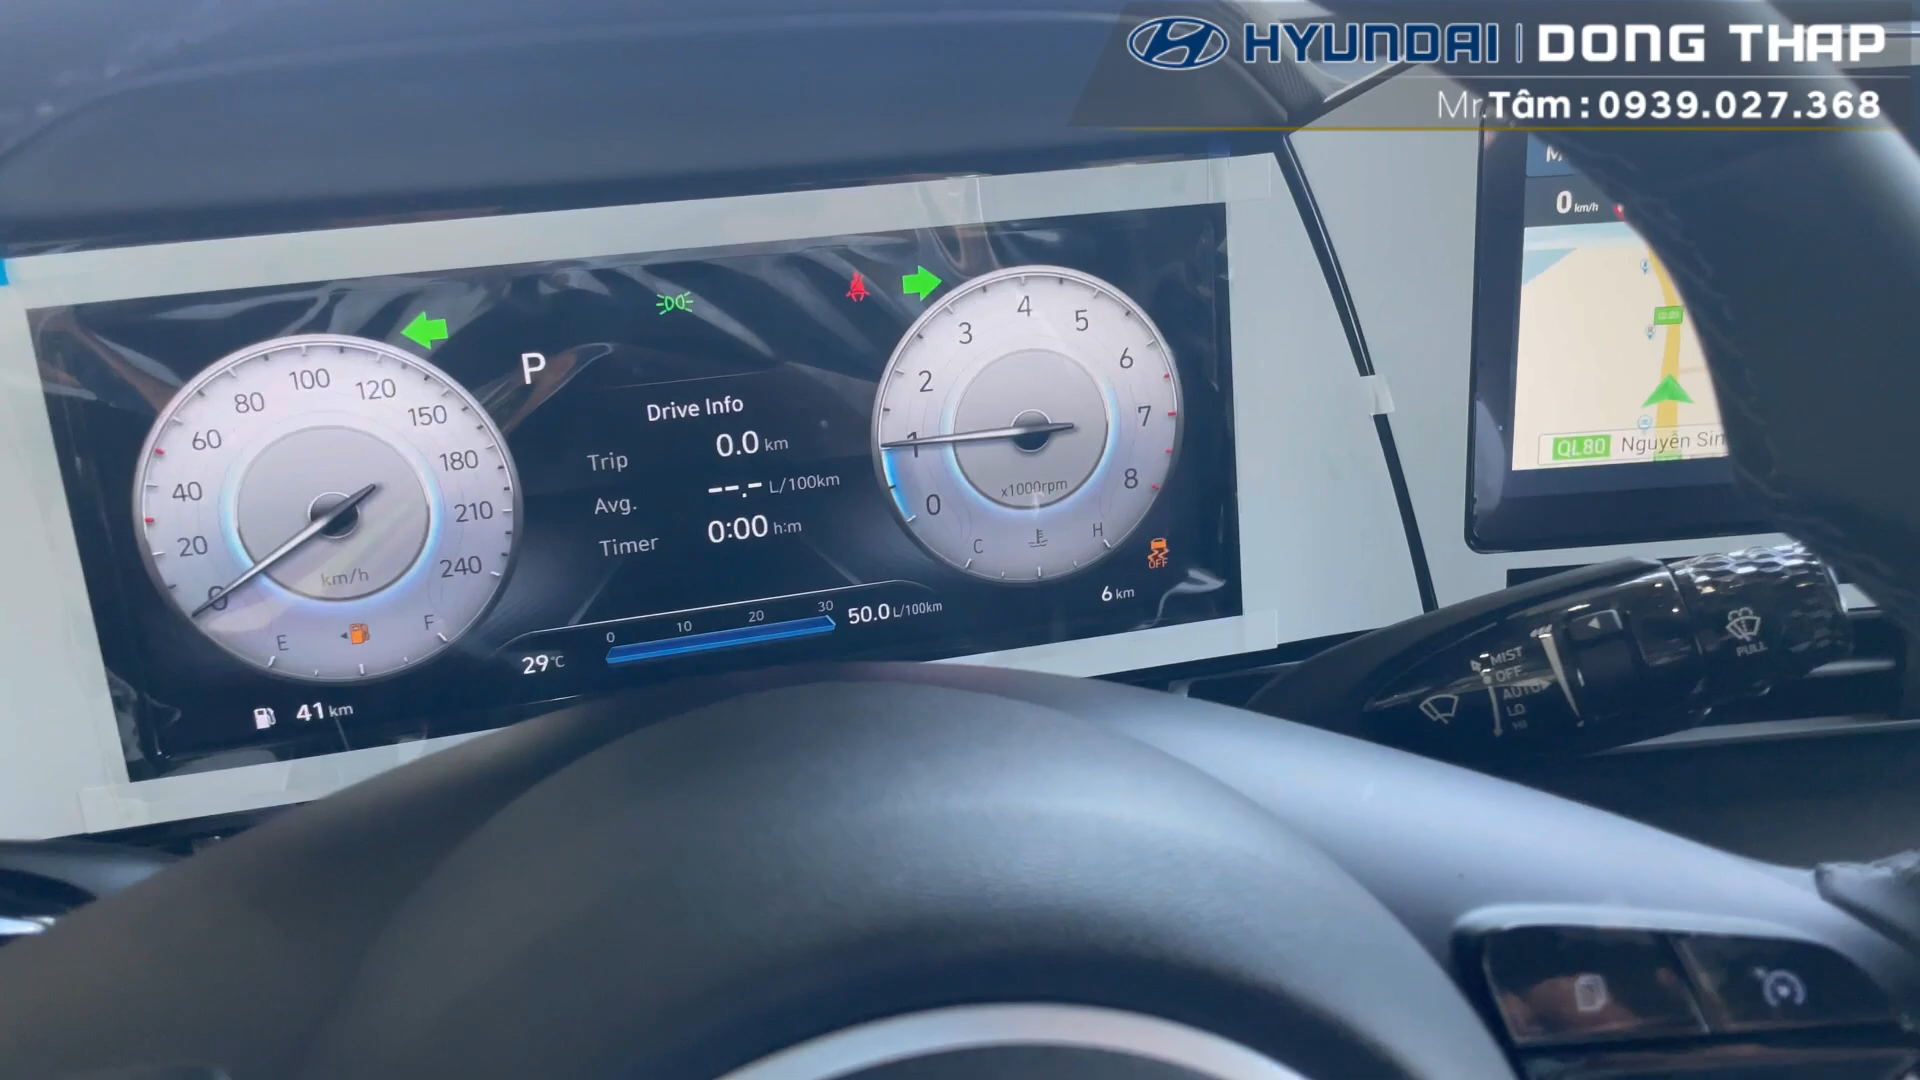 HYUNDAI | DONG THAP
Mr.Tâm : 0939.027.368
0 km/h
QL80
QL80 Nguyễn Sin
P
Drive Info
Trip 0.0 km
Avg. --.- L/100km
Timer 0:00 h:m
0 20 40 60 80 100 120 150 180 210 240
km/h
E F
0 1 2 3 4 5 6 7 8
x1000rpm
C H
OFF
6 km
0 10 20 30
50.0 L/100km
29°C
41 km
MIST
OFF
AUTO
LO
HI
PULL